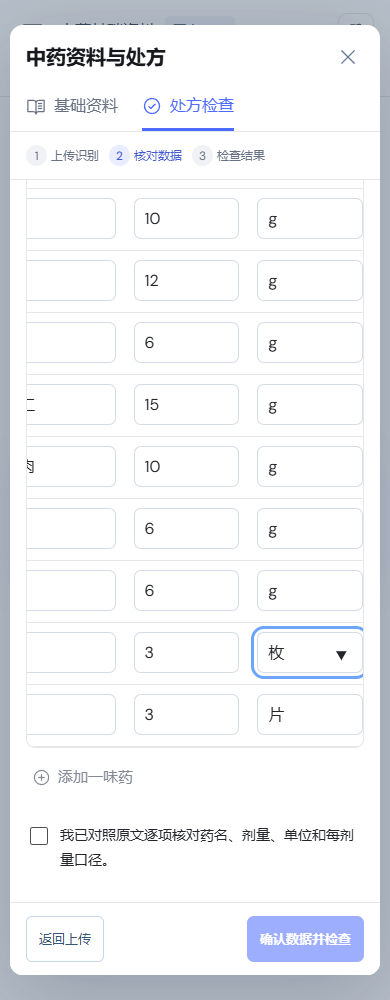 中药资料与处方
基础资料 处方检查
1 上传识别 2 核对数据 3 检查结果
10 g
12 g
6 g
15 g
肉 10 g
6 g
6 g
3 枚
3 片
添加一味药
我已对照原文逐项核对药名、剂量、单位和每剂
量口径。
返回上传 确认数据并检查